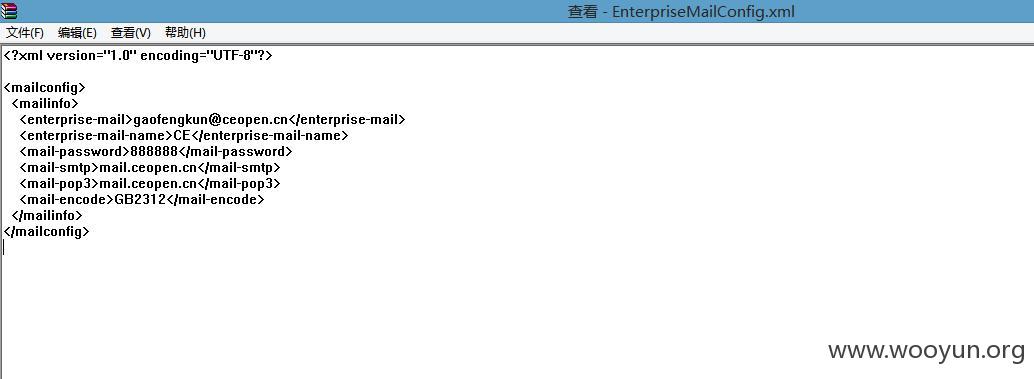 查看 - EnterpriseMailConfig.xml
文件(F) 编辑(E) 查看(V) 帮助(H)
<?xml version="1.0" encoding="UTF-8"?>
<mailconfig>
<mailinfo>
<enterprise-mail>gaofengkun@ceopen.cn</enterprise-mail>
<enterprise-mail-name>CE</enterprise-mail-name>
<mail-password>888888</mail-password>
<mail-smtp>mail.ceopen.cn</mail-smtp>
<mail-pop3>mail.ceopen.cn</mail-pop3>
<mail-encode>GB2312</mail-encode>
</mailinfo>
</mailconfig>
www.wooyun.org